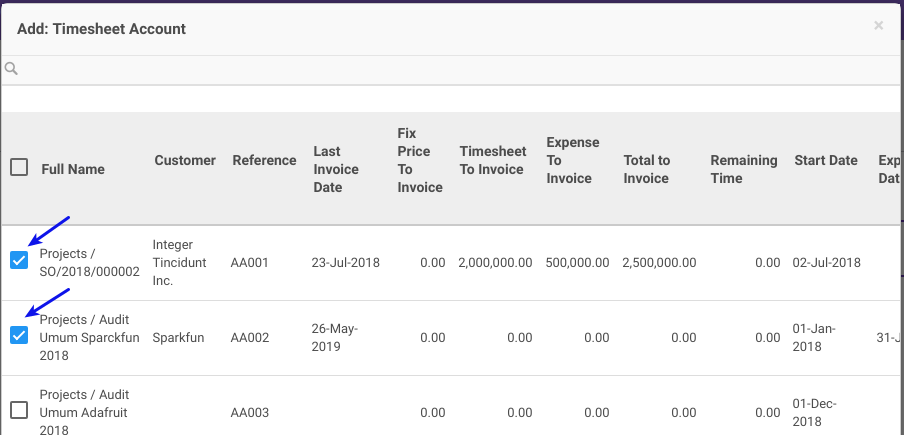 Add: Timesheet Account
×
Full Name
Customer
Reference
Last
Invoice
Date
Fix
Price
To
Invoice
Timesheet
To Invoice
Expense
To
Invoice
Total to
Invoice
Remaining
Time
Start Date
Exp
Dat
Projects /
SO/2018/000002
Integer
Tincidunt
Inc.
AA001
23-Jul-2018
0.00
2,000,000.00
500,000.00
2,500,000.00
0.00
02-Jul-2018
Projects / Audit
Umum Sparckfun
2018
Sparkfun
AA002
26-May-
2019
0.00
0.00
0.00
0.00
0.00
01-Jan-
2018
31-J
Projects / Audit
Umum Adafruit
2018
AA003
0.00
0.00
0.00
0.00
0.00
01-Dec-
2018